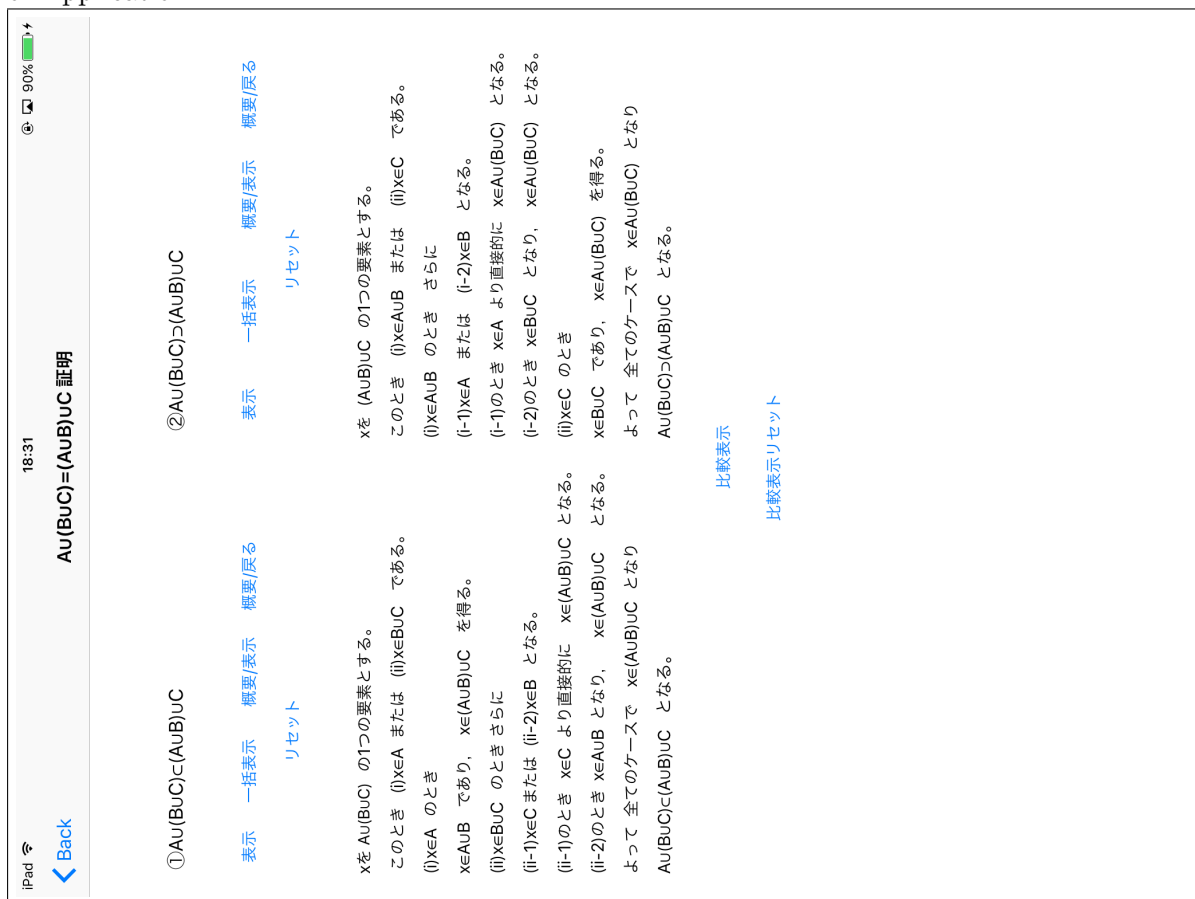 iPad 18:31 90%
Back A∪(B∪C)=(A∪B)∪C 証明
①A∪(B∪C)⊂(A∪B)∪C
表示 一括表示 概要/表示 概要/戻る
リセット
xを A∪(B∪C) の1つの要素とする。
このとき (i)x∈A または (ii)x∈B∪C である。
(i)x∈A のとき
x∈A∪B であり, x∈(A∪B)∪C を得る。
(ii)x∈B∪C のとき さらに
(ii-1)x∈C または (ii-2)x∈B となる。
(ii-1)のとき x∈C より直接的に x∈(A∪B)∪C となる。
(ii-2)のとき x∈A∪B となり, x∈(A∪B)∪C となる。
よって 全てのケースで x∈(A∪B)∪C となり
A∪(B∪C)⊂(A∪B)∪C となる。
②A∪(B∪C)⊃(A∪B)∪C
表示 一括表示 概要/表示 概要/戻る
リセット
xを (A∪B)∪C の1つの要素とする。
このとき (i)x∈A∪B または (ii)x∈C である。
(i)x∈A∪B のとき さらに
(i-1)x∈A または (i-2)x∈B となる。
(i-1)のとき x∈A より直接的に x∈A∪(B∪C) となる。
(i-2)のとき x∈B∪C となり, x∈A∪(B∪C) となる。
(ii)x∈C のとき
x∈B∪C であり, x∈A∪(B∪C) を得る。
よって 全てのケースで x∈A∪(B∪C) となり
A∪(B∪C)⊃(A∪B)∪C となる。
比較表示
比較表示リセット